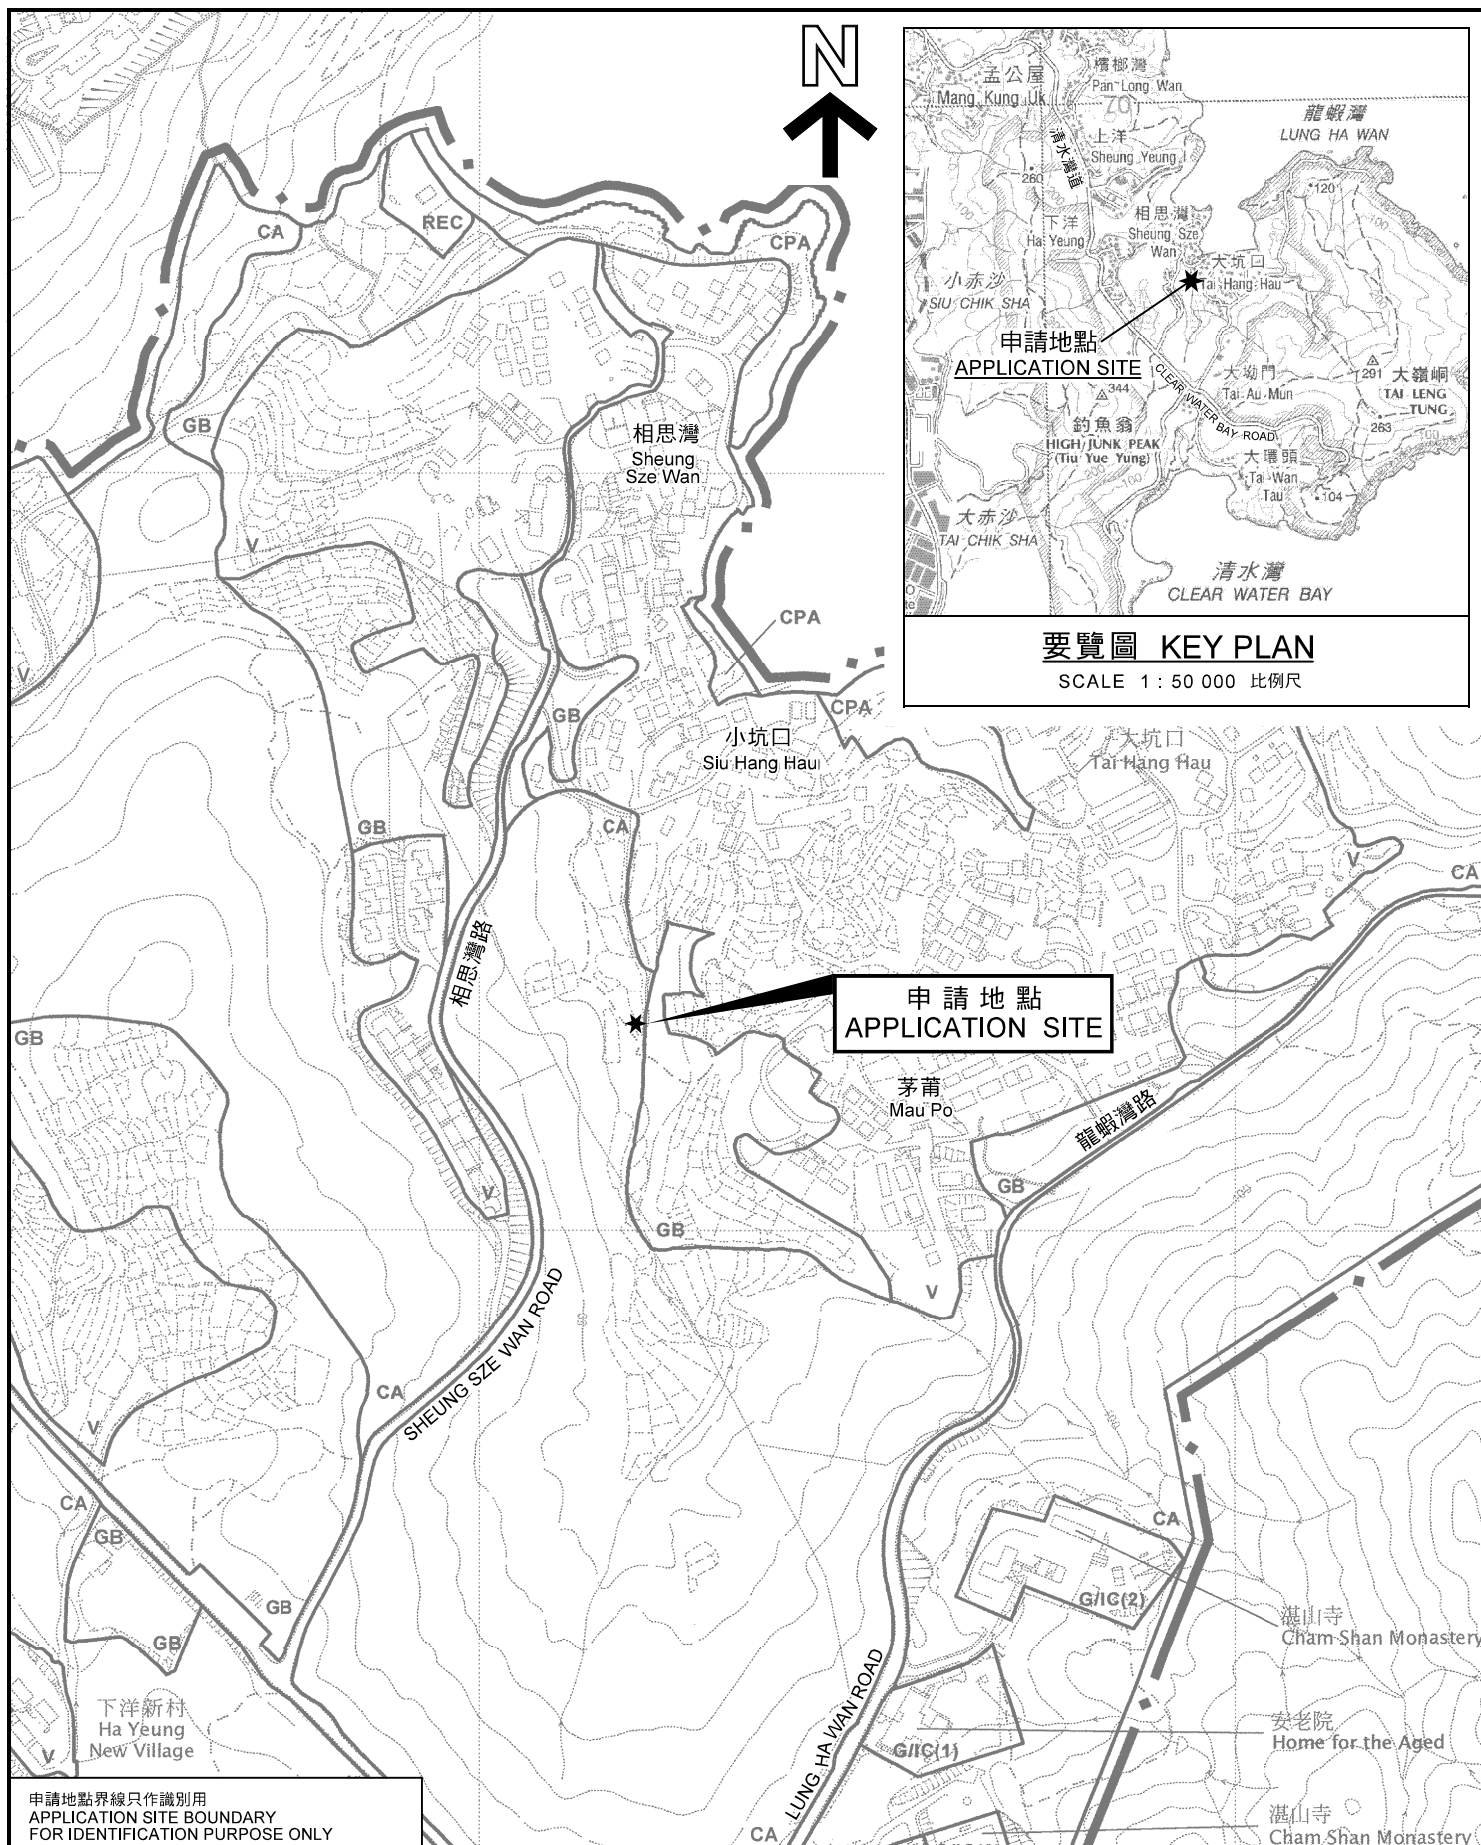 N
孟公屋
Mang Kung Uk
檳榔灣
Pan Long Wan
龍蝦灣
LUNG HA WAN
清水灣道
上洋
Sheung Yeung
260
120
100
相思灣
Sheung Sze
Wan
下洋
Ha Yeung
大坑口
Tai Hang Hau
小赤沙
SIU CHIK SHA
申請地點
APPLICATION SITE
CLEAR WATER BAY ROAD
大坳門
Tai Au Mun
291
大嶺峒
TAI LENG
TUNG
263
344
釣魚翁
HIGH JUNK PEAK
(Tiu Yue Yung)
大環頭
Tai Wan
Tau
104
大赤沙
TAI CHIK SHA
清水灣
CLEAR WATER BAY
要覽圖 KEY PLAN
SCALE 1 : 50 000 比例尺
CA
REC
CPA
GB
相思灣
Sheung
Sze Wan
V
CPA
V
GB
CPA
小坑口
Siu Hang Hau
大坑口
Tai Hang Hau
GB
CA
V
CA
相思灣路
申請地點
APPLICATION SITE
GB
茅莆
Mau Po
龍蝦灣路
V
GB
GB
V
SHEUNG SZE WAN ROAD
CA
V
CA
GB
CA
GB
G/IC(2)
GB
湛山寺
Cham Shan Monastery
下洋新村
Ha Yeung
New Village
V
LUNG HA WAN ROAD
G/IC(1)
安老院
Home for the Aged
湛山寺
Cham Shan Monastery
CA
申請地點界線只作識別用
APPLICATION SITE BOUNDARY
FOR IDENTIFICATION PURPOSE ONLY